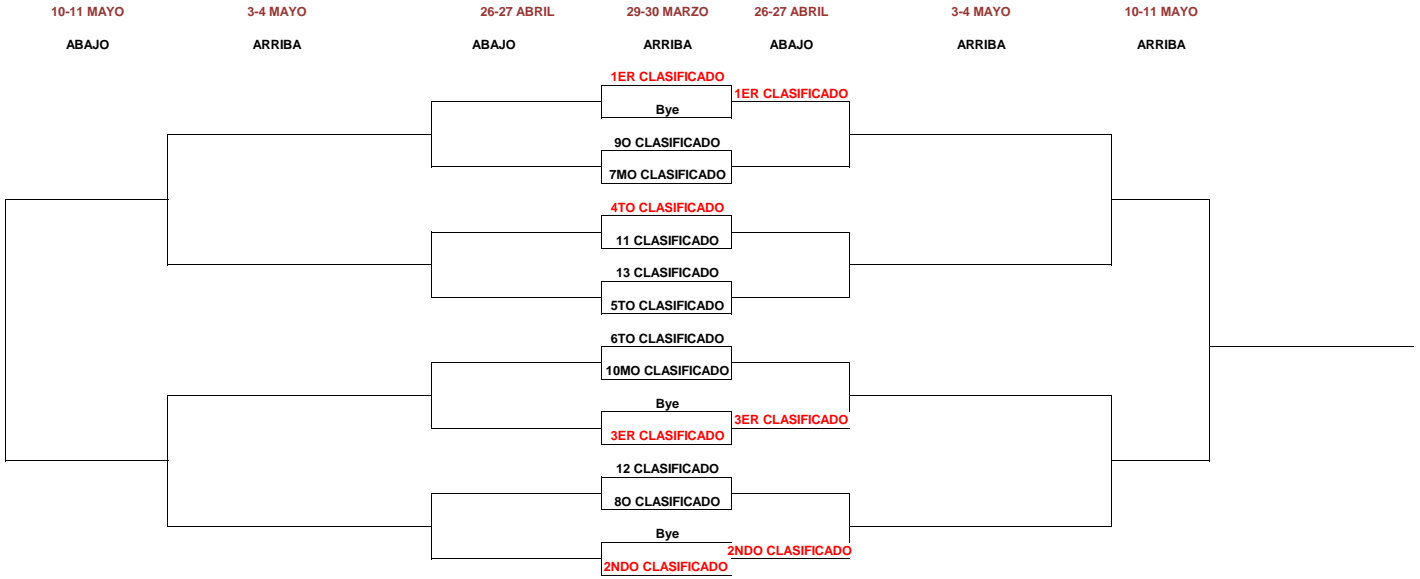 10-11 MAYO 3-4 MAYO 26-27 ABRIL 29-30 MARZO 26-27 ABRIL 3-4 MAYO 10-11 MAYO
ABAJO ARRIBA ABAJO ARRIBA ABAJO ARRIBA ARRIBA
1ER CLASIFICADO
1ER CLASIFICADO
Bye
9O CLASIFICADO
7MO CLASIFICADO
4TO CLASIFICADO
11 CLASIFICADO
13 CLASIFICADO
5TO CLASIFICADO
6TO CLASIFICADO
10MO CLASIFICADO
Bye
3ER CLASIFICADO
3ER CLASIFICADO
12 CLASIFICADO
8O CLASIFICADO
Bye
2NDO CLASIFICADO
2NDO CLASIFICADO